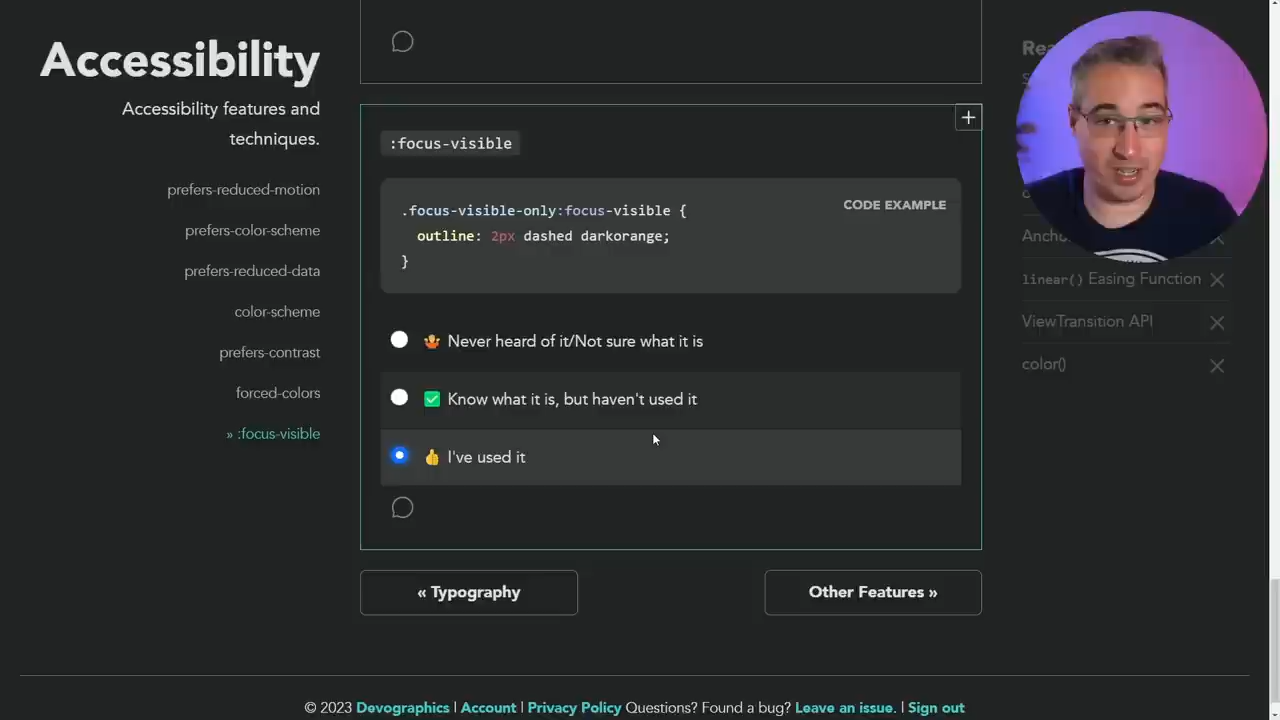 Accessibility
Accessibility features and
techniques.
prefers-reduced-motion
prefers-color-scheme
prefers-reduced-data
color-scheme
prefers-contrast
forced-colors
» :focus-visible
:focus-visible
CODE EXAMPLE
.focus-visible-only:focus-visible {
outline: 2px dashed darkorange;
}
🤷 Never heard of it/Not sure what it is
✅ Know what it is, but haven't used it
👍 I've used it
« Typography
Other Features »
linear() Easing Function
ViewTransition API
color()
© 2023 Devographics | Account | Privacy Policy Questions? Found a bug? Leave an issue. | Sign out